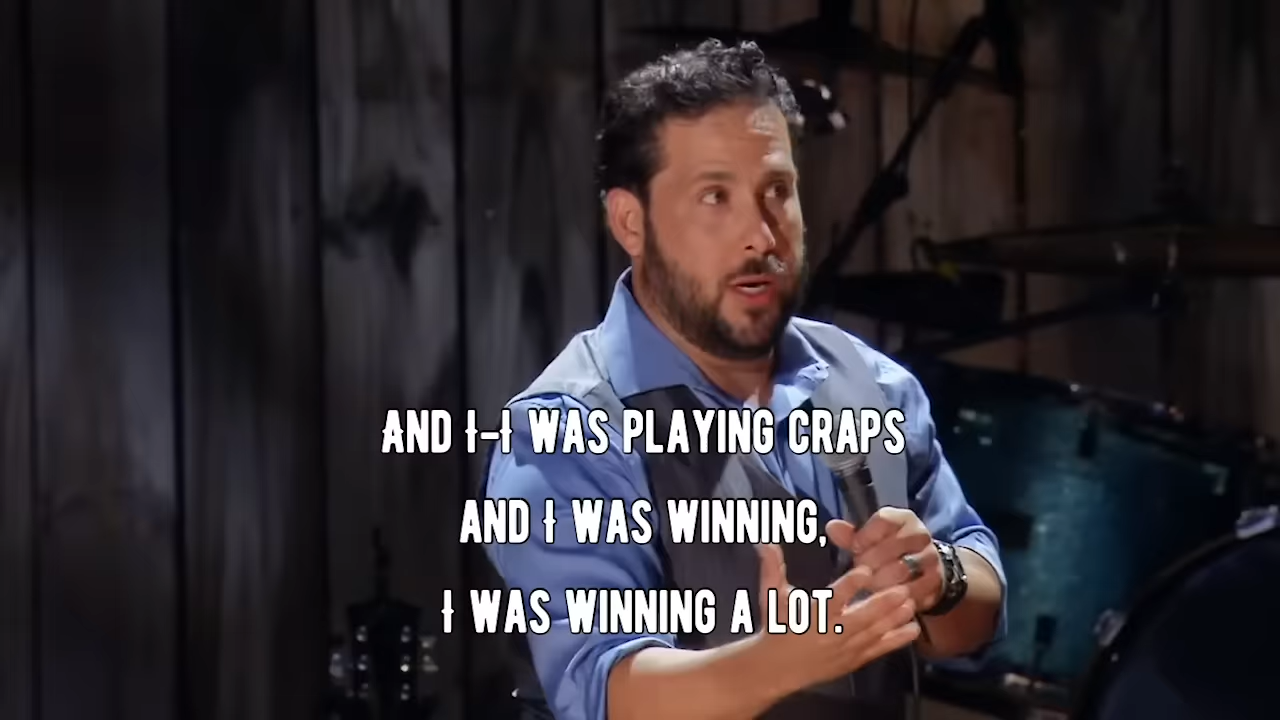 AND I-I WAS PLAYING CRAPS
AND I WAS WINNING,
I WAS WINNING A LOT.